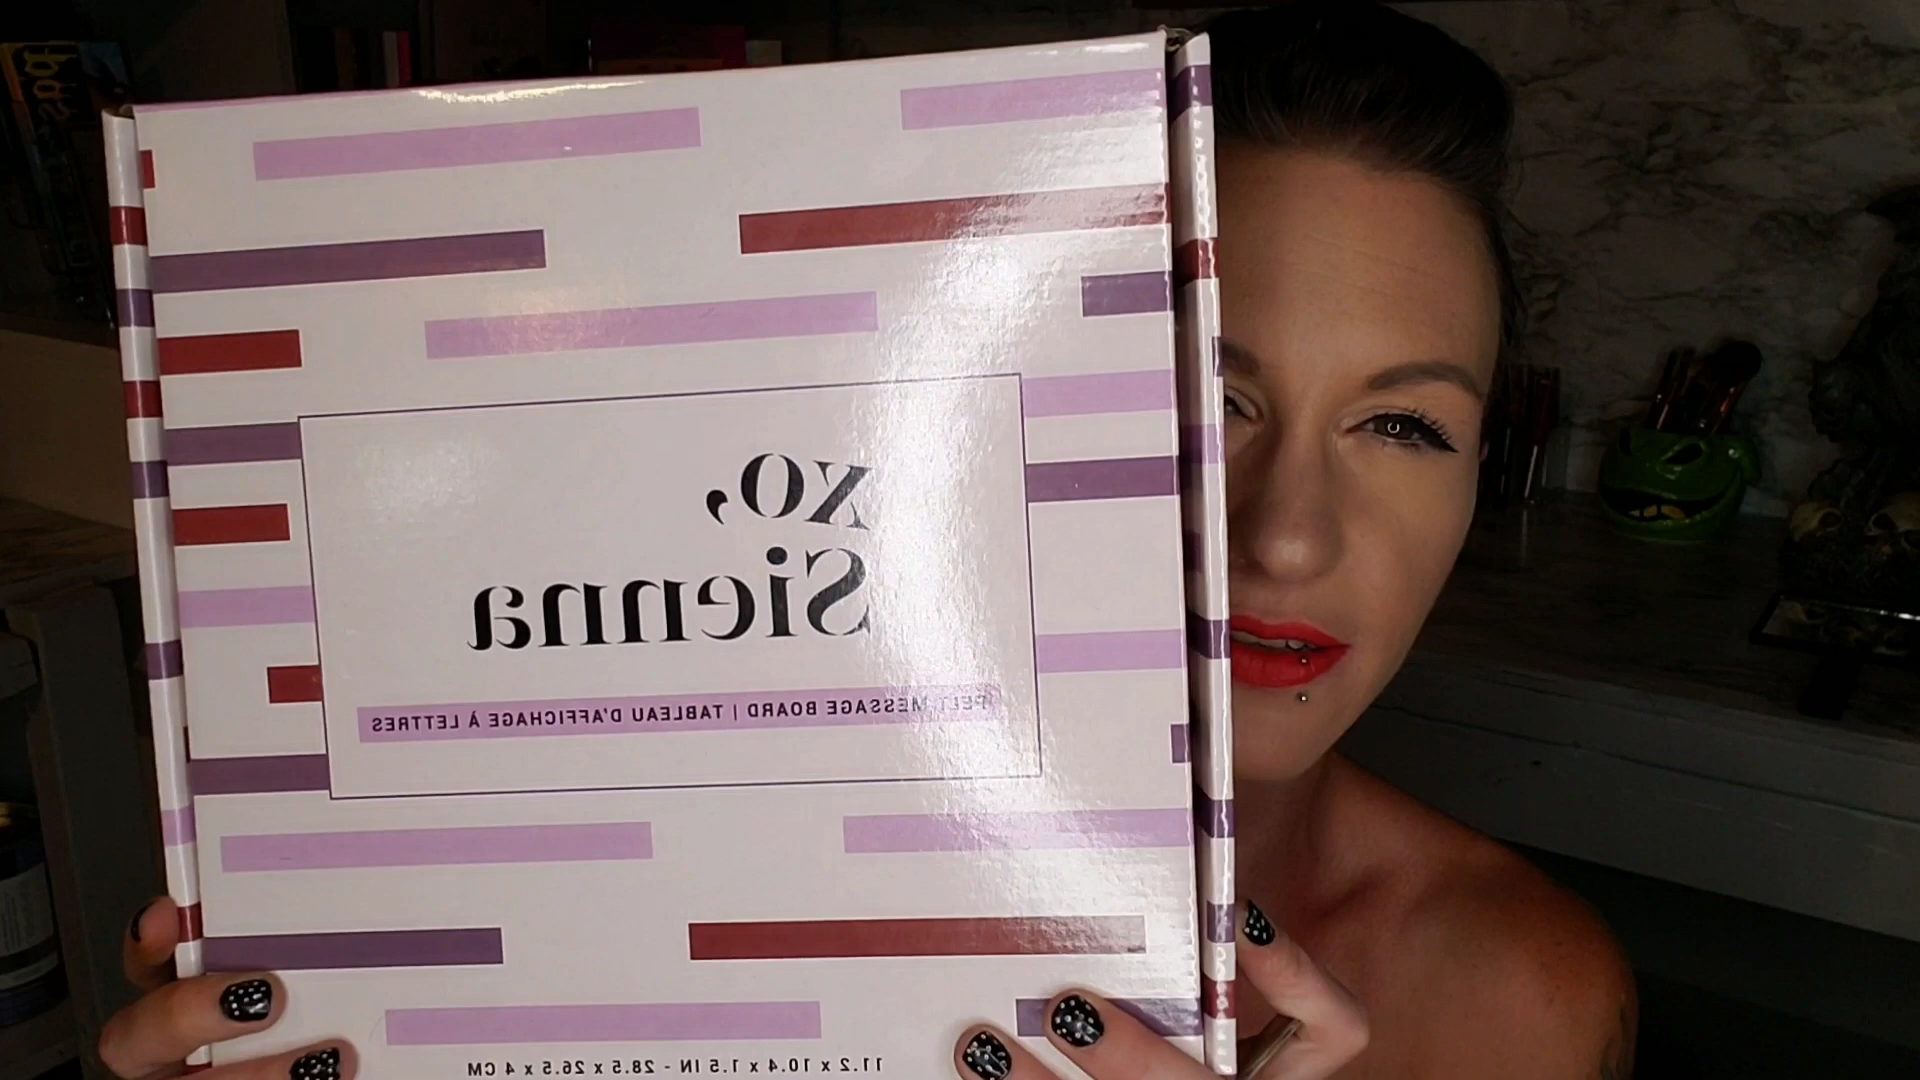 xo,
Sienna
FELT MESSAGE BOARD | TABLEAU D'AFFICHAGE À LETTRES
11.2 x 10.4 x 1.5 IN - 28.5 x 26.5 x 4 CM